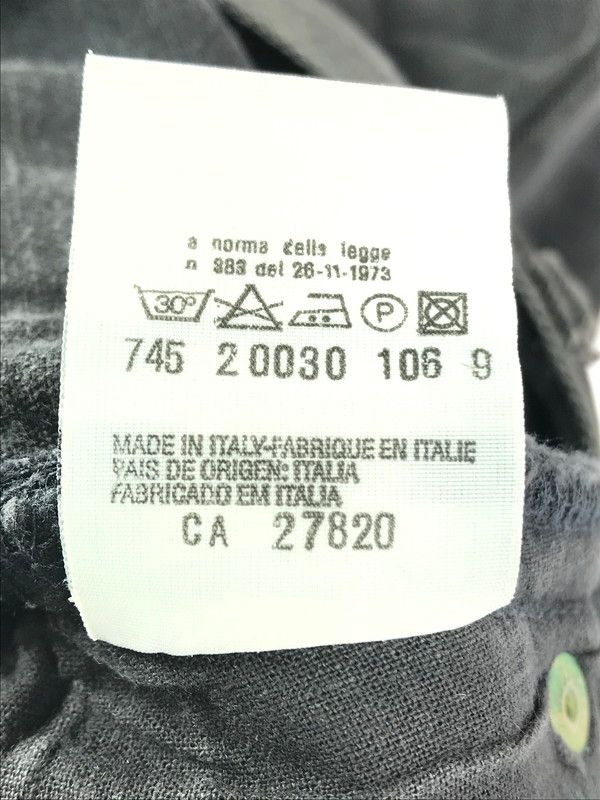 a norma della legge
n 883 del 26-11-1973
30° P
745 20030 106 9
MADE IN ITALY-FABRIQUE EN ITALIE
PAIS DE ORIGEN: ITALIA
FABRICADO EM ITALIA
CA 27820